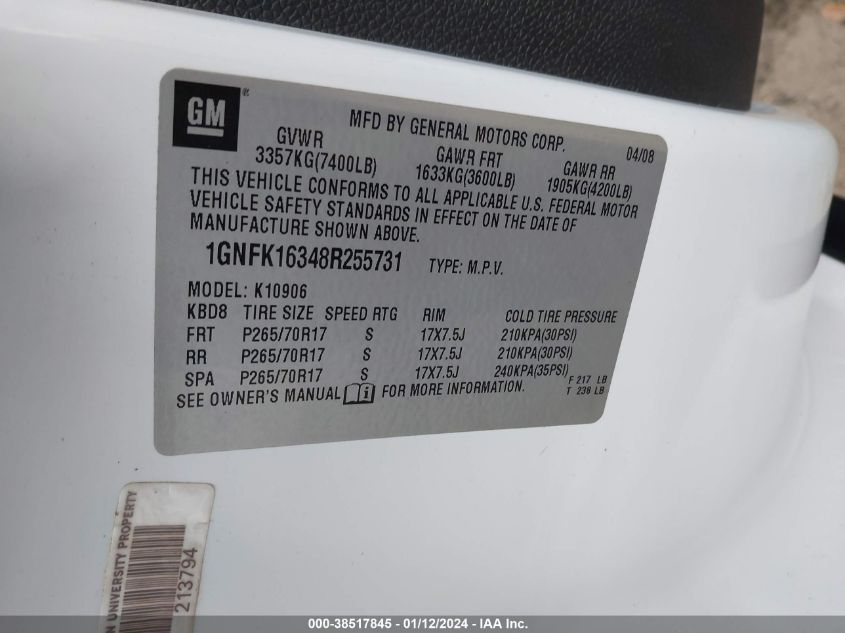 GM ®
MFD BY GENERAL MOTORS CORP. 04/08
GVWR GAWR FRT GAWR RR
3357KG(7400LB) 1633KG(3600LB) 1905KG(4200LB)
THIS VEHICLE CONFORMS TO ALL APPLICABLE U.S. FEDERAL MOTOR
VEHICLE SAFETY STANDARDS IN EFFECT ON THE DATE OF
MANUFACTURE SHOWN ABOVE.
1GNFK16348R255731 TYPE: M.P.V.
MODEL: K10906
KBD8 TIRE SIZE SPEED RTG RIM COLD TIRE PRESSURE
FRT P265/70R17 S 17X7.5J 210KPA(30PSI)
RR P265/70R17 S 17X7.5J 210KPA(30PSI)
SPA P265/70R17 S 17X7.5J 240KPA(35PSI)
F 217 LB
T 238 LB
SEE OWNER'S MANUAL i FOR MORE INFORMATION.
UNIVERSITY PROPERTY
213794
000-38517845 - 01/12/2024 - IAA Inc.